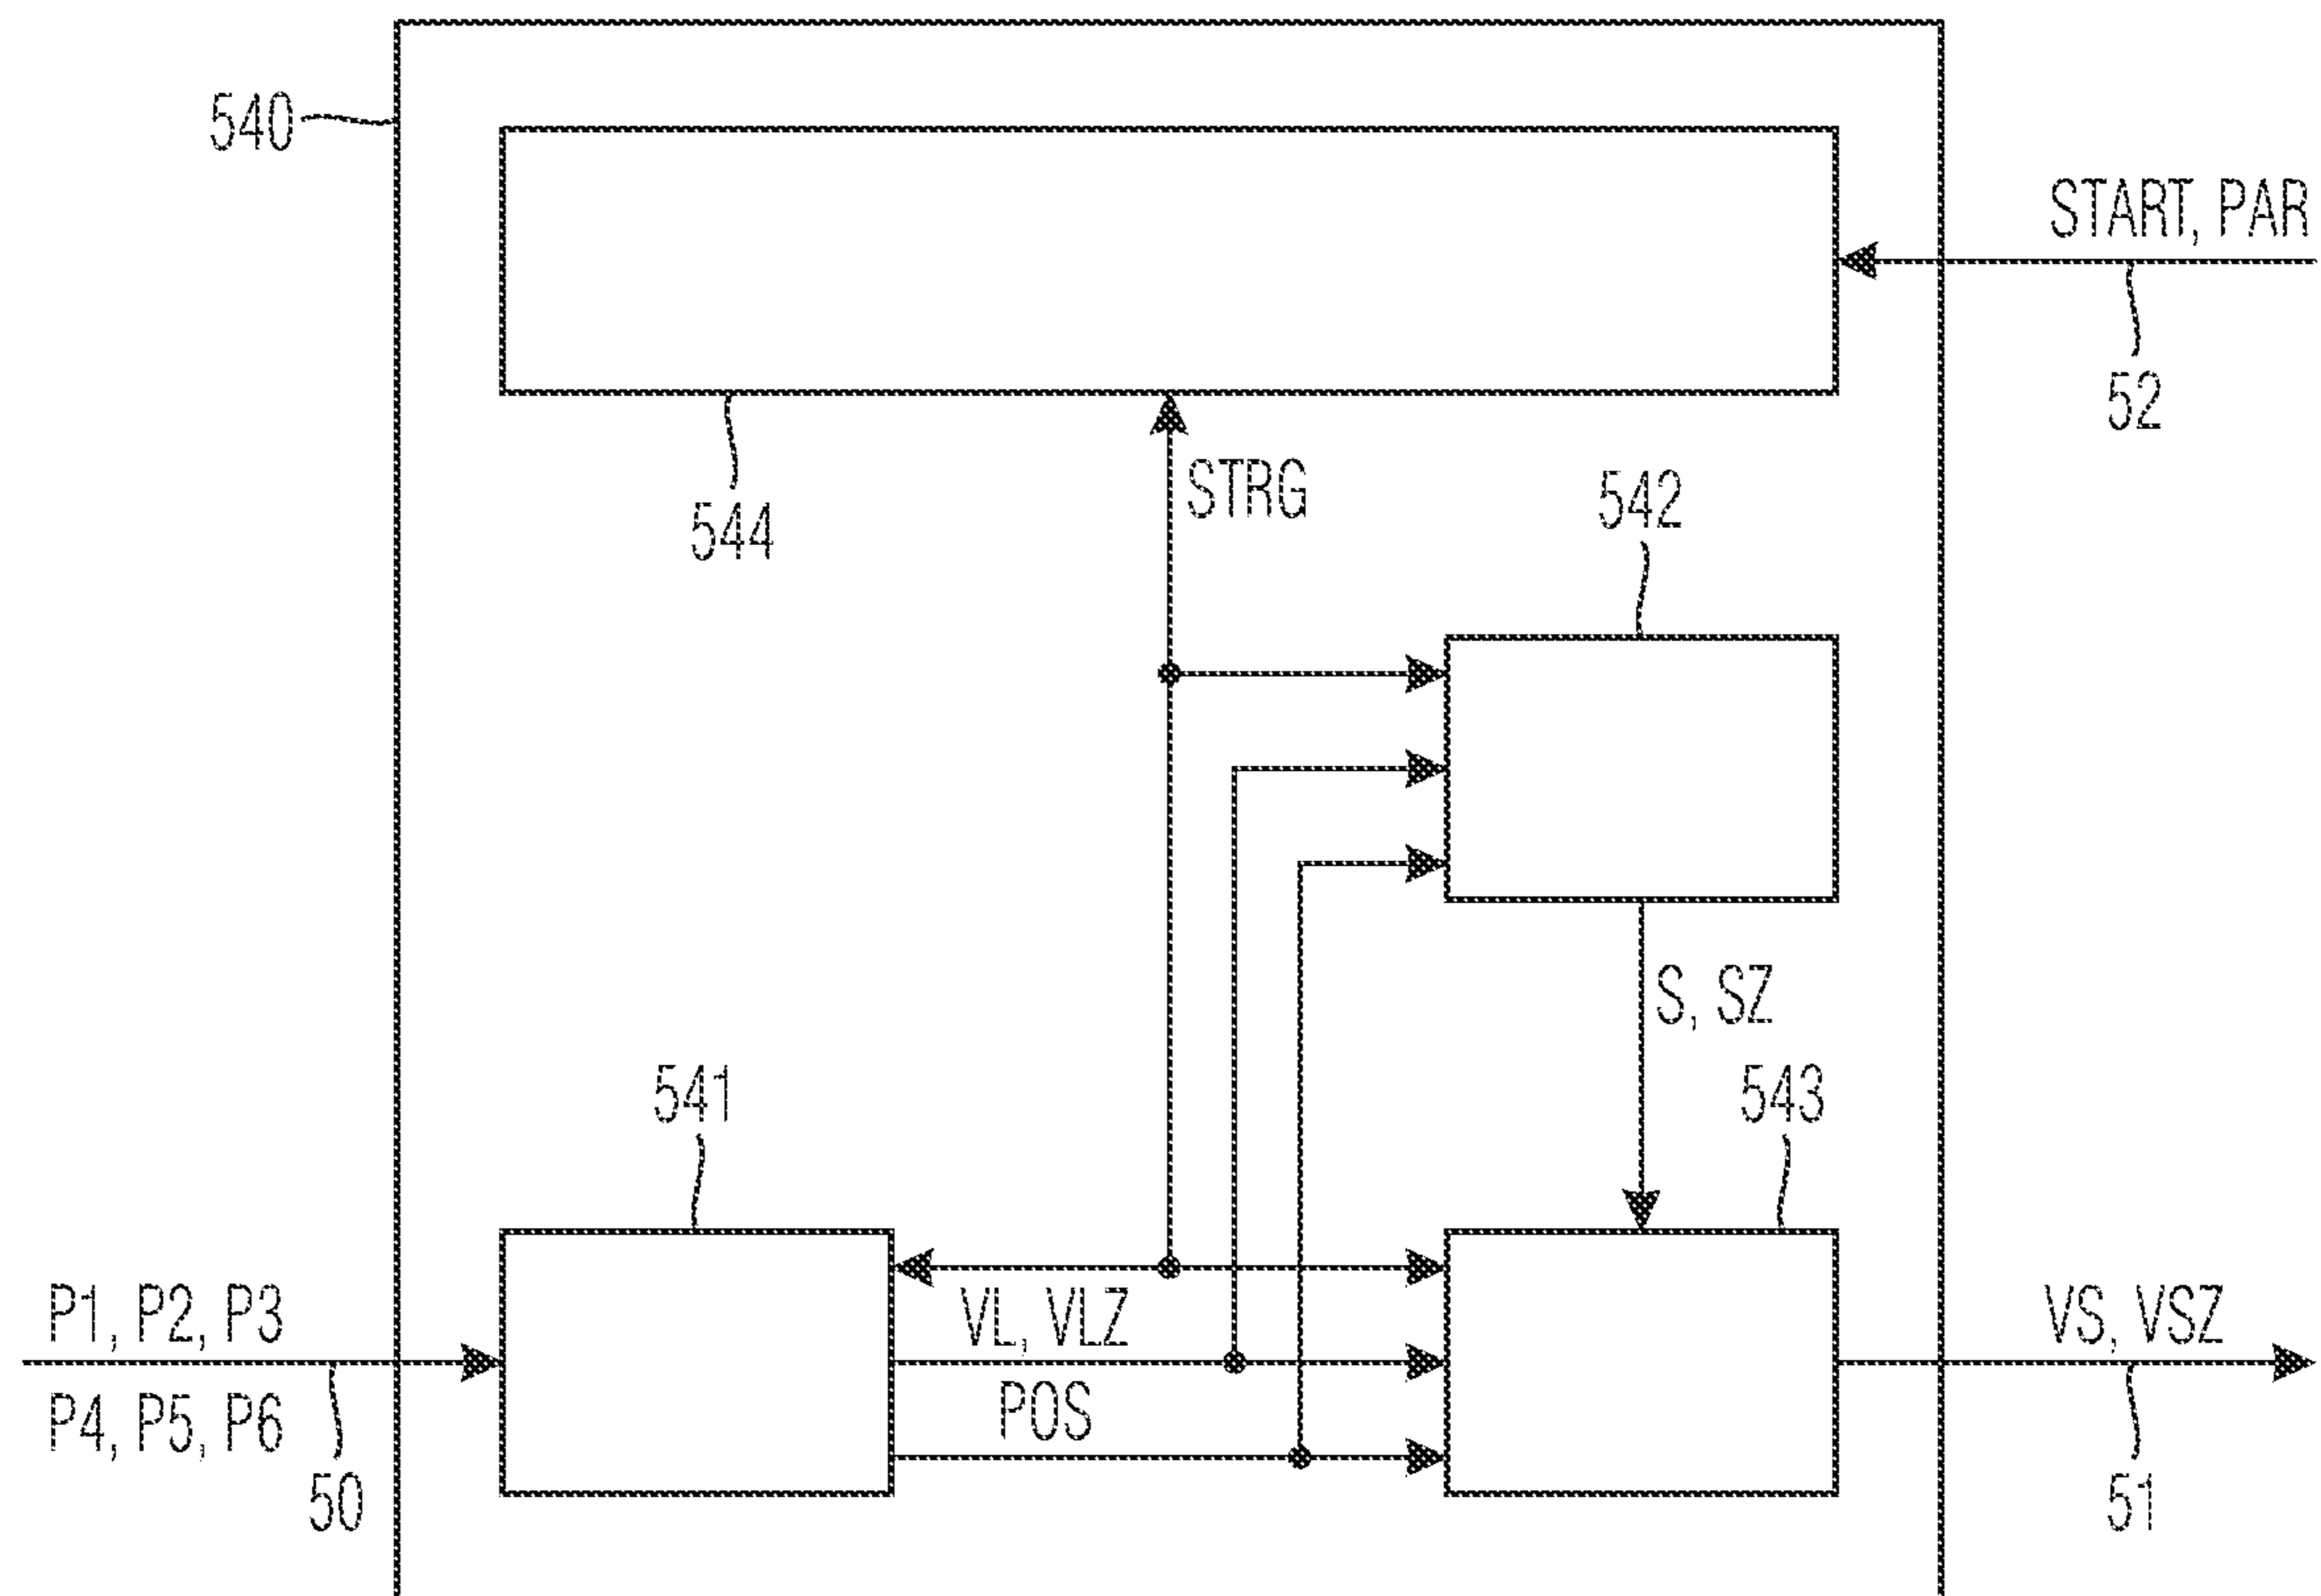 540
START, PAR
52
544
STRG
542
S, SZ
541
543
P1, P2, P3
VL, VLZ
VS, VSZ
P4, P5, P6
POS
50
51